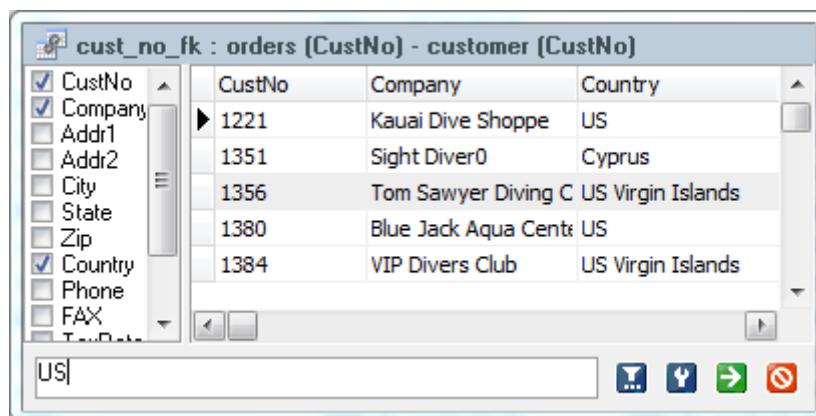 cust_no_fk : orders (CustNo) - customer (CustNo)
CustNo
Company
Addr1
Addr2
City
State
Zip
Country
Phone
FAX
CustNo Company Country
1221 Kauai Dive Shoppe US
1351 Sight Diver0 Cyprus
1356 Tom Sawyer Diving C US Virgin Islands
1380 Blue Jack Aqua Cente US
1384 VIP Divers Club US Virgin Islands
US